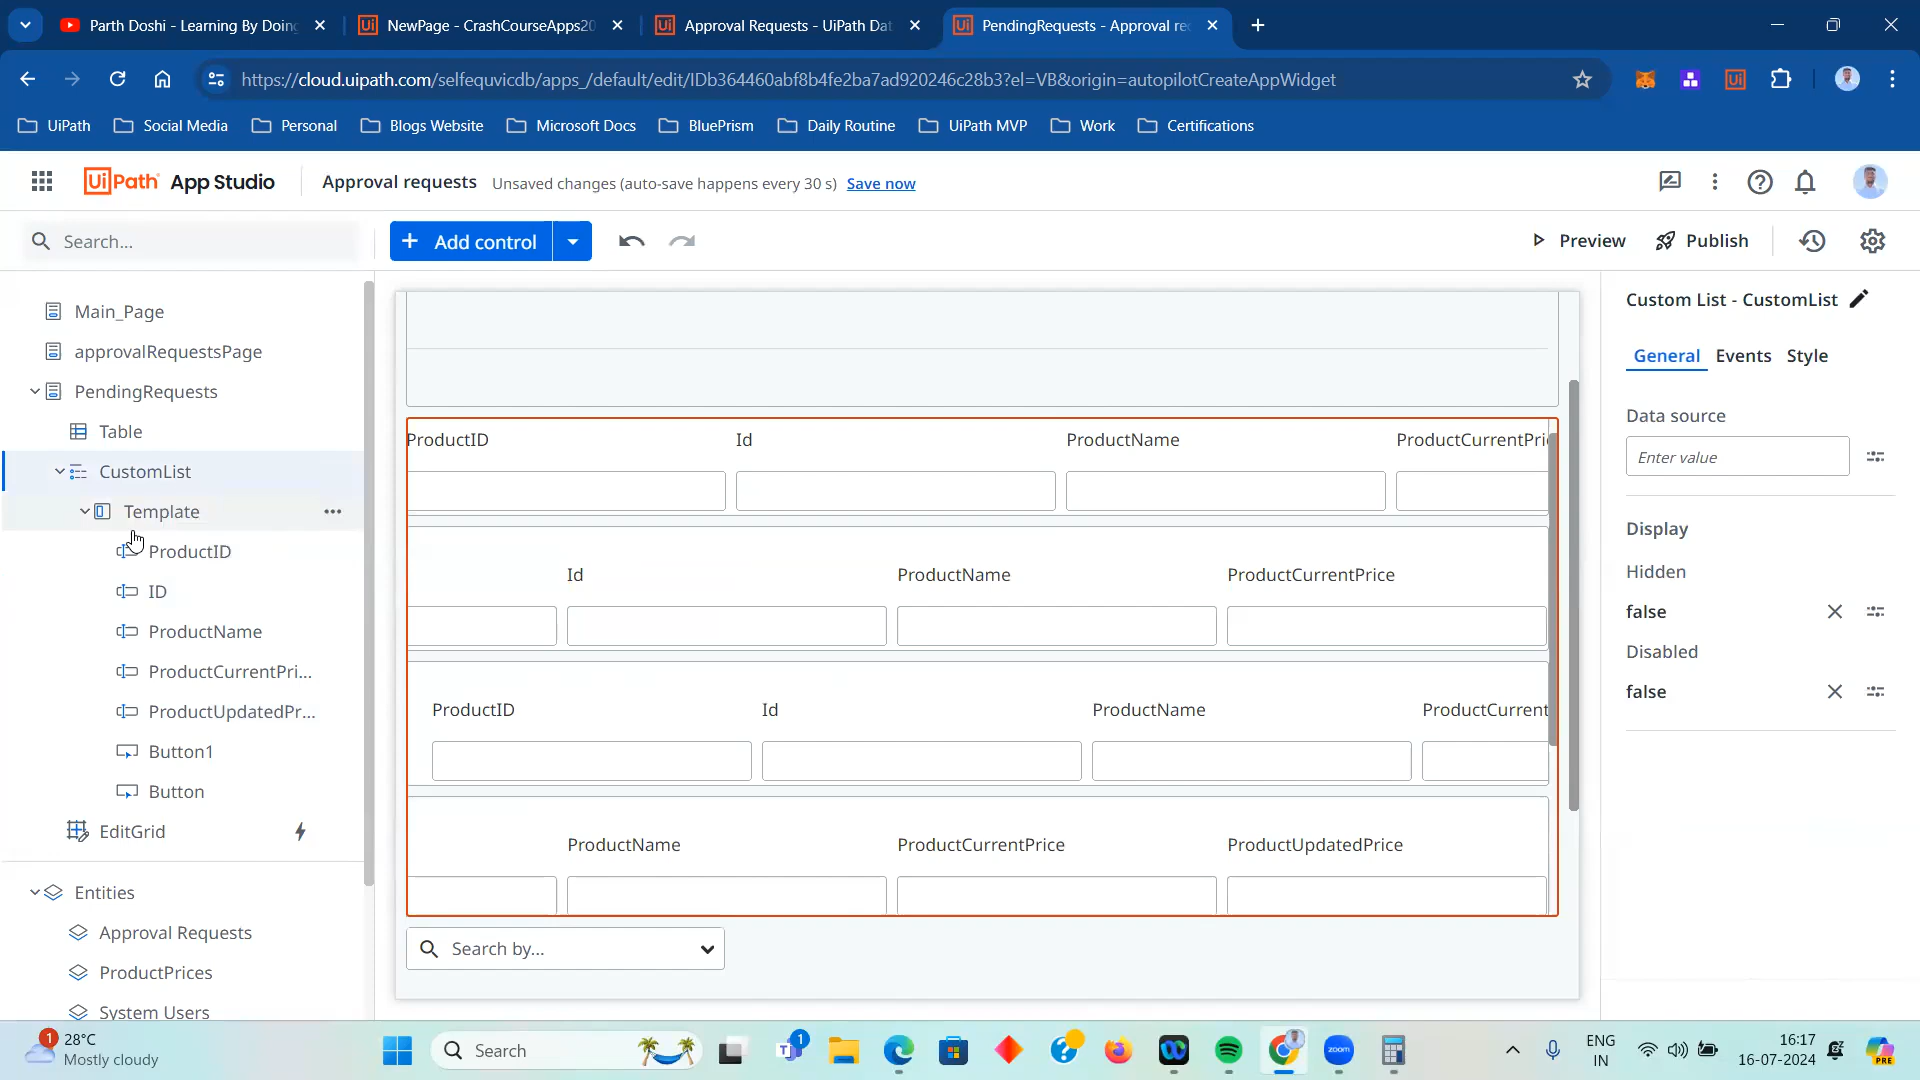 Parth Doshi - Learning By Doing
NewPage - CrashCourseApps20
Approval Requests - UiPath Dat
PendingRequests - Approval re
https://cloud.uipath.com/selfequvicdb/apps_/default/edit/IDb364460abf8b4fe2ba7ad920246c28b3?el=VB&origin=autopilotCreateAppWidget
UiPath
Social Media
Personal
Blogs Website
Microsoft Docs
BluePrism
Daily Routine
UiPath MVP
Work
Certifications
UiPath App Studio
Approval requests
Unsaved changes (auto-save happens every 30 s) Save now
Search...
Add control
Preview
Publish
Main_Page
approvalRequestsPage
PendingRequests
Table
CustomList
Template
ProductID
ID
ProductName
ProductCurrentPri...
ProductUpdatedPr...
Button1
Button
EditGrid
Entities
Approval Requests
ProductPrices
System Users
ProductID Id ProductName ProductCurrentPric
Id ProductName ProductCurrentPrice
ProductID Id ProductName ProductCurrent
ProductName ProductCurrentPrice ProductUpdatedPrice
Search by...
Custom List - CustomList
General Events Style
Data source
Enter value
Display
Hidden
false
Disabled
false
1
28°C
Mostly cloudy
Search
1
zoom
ENG
IN
16:17
16-07-2024
PRE